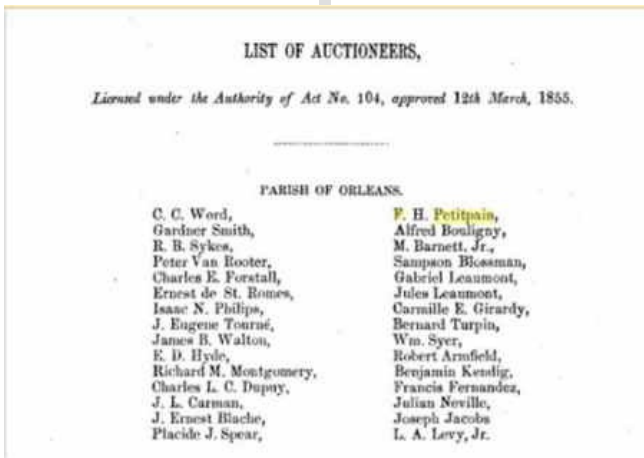 LIST OF AUCTIONEERS,
Licensed under the Authority of Act No. 104, approved 12th March, 1855.
PARISH OF ORLEANS.
C. C. Word,
Gardner Smith,
R. B. Sykes,
Peter Van Rooter,
Charles E. Forstall,
Ernest de St. Romes,
Isaac N. Philips,
J. Eugene Tourné,
James B. Walton,
E. D. Hyde,
Richard M. Montgomery,
Charles L. C. Dupuy,
J. L. Carman,
J. Ernest Blache,
Placide J. Spear,
F. H. Petitpain,
Alfred Bouligny,
M. Barnett, Jr.,
Sampson Blossman,
Gabriel Leaumont,
Jules Leaumont,
Carmille E. Girardy,
Bernard Turpin,
Wm. Syer,
Robert Armfield,
Benjamin Kendig,
Francis Fernandez,
Julian Neville,
Joseph Jacobs
L. A. Levy, Jr.